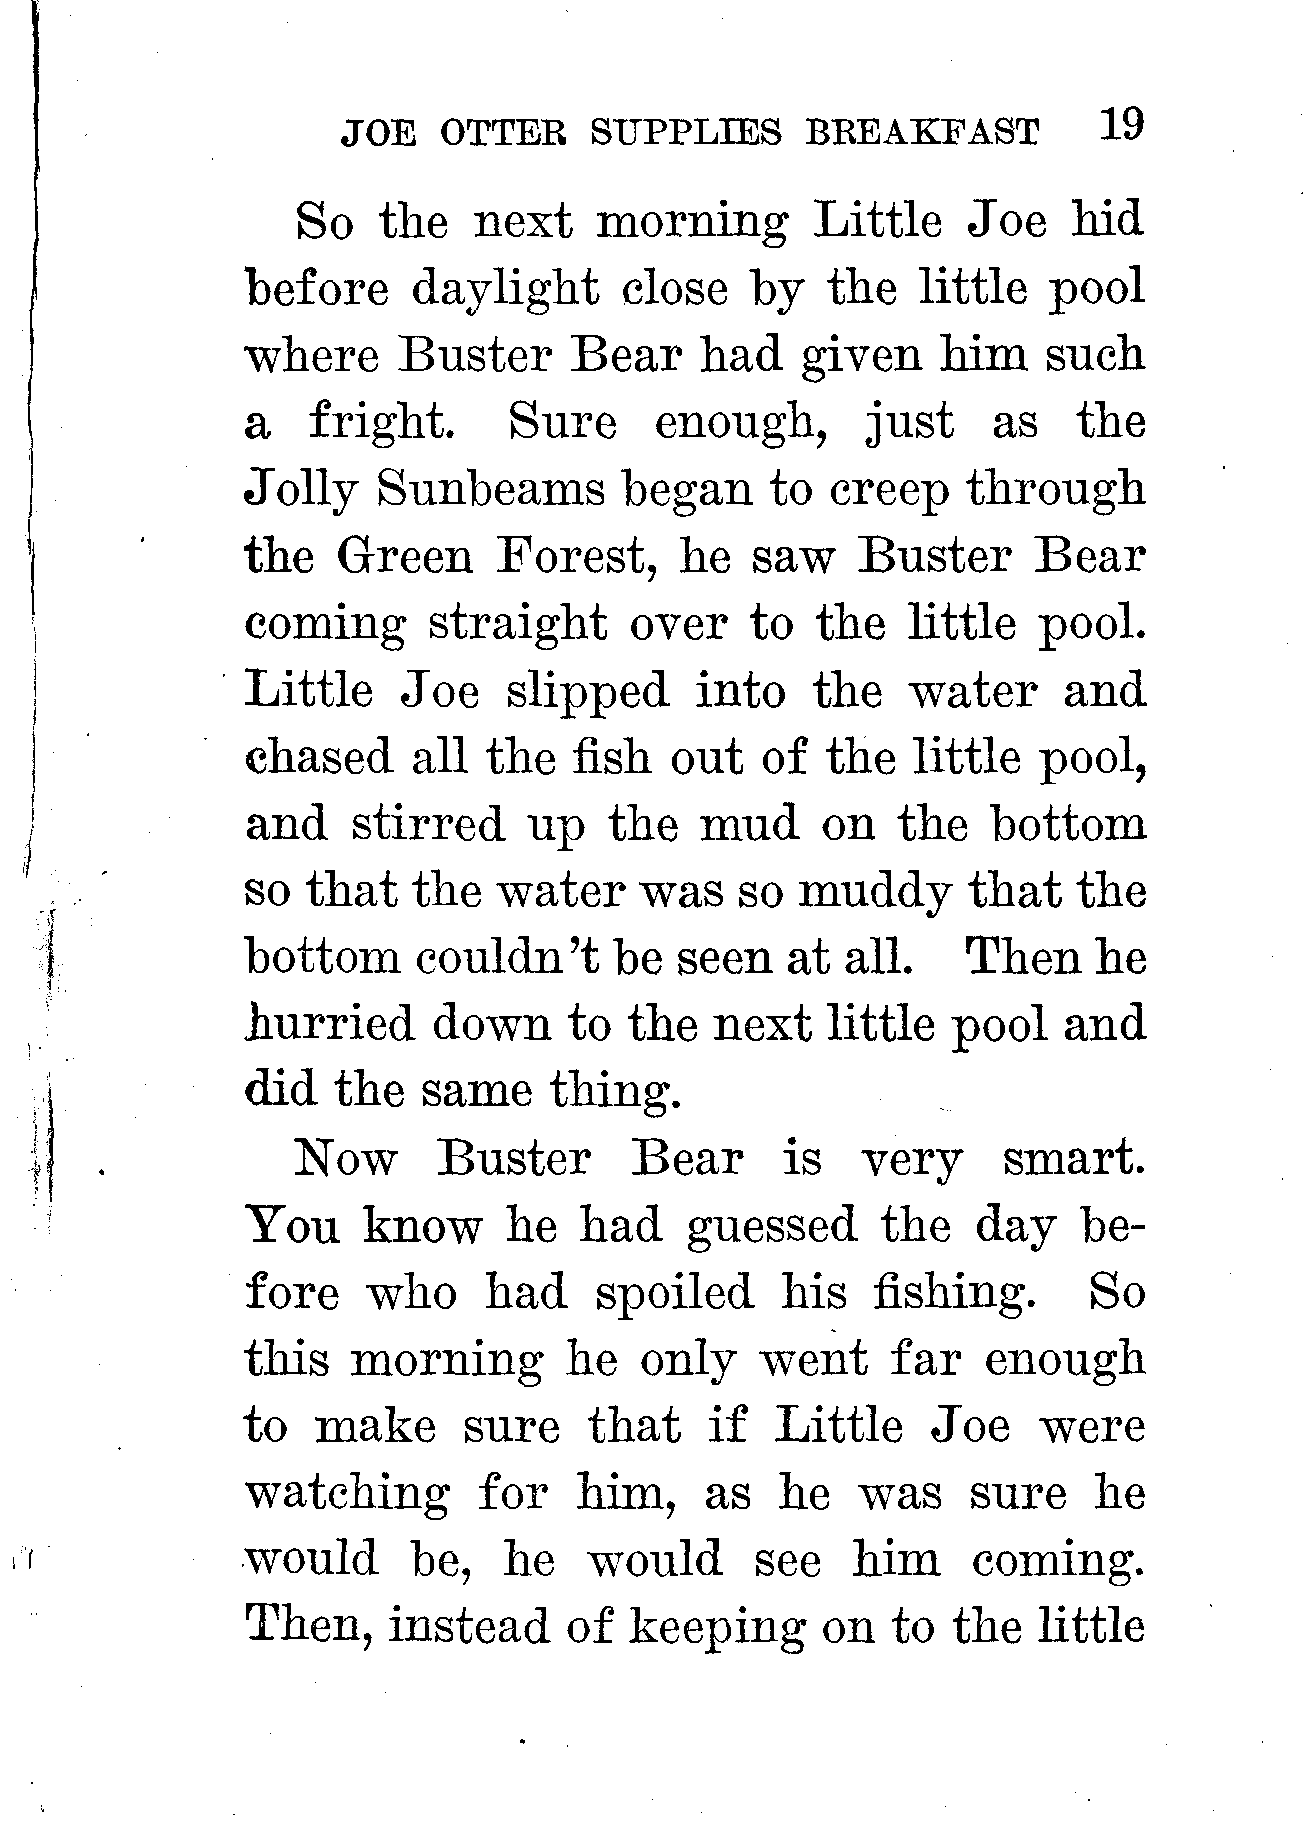 JOE OTTER SUPPLIES BREAKFAST 19
So the next morning Little Joe hid
before daylight close by the little pool
where Buster Bear had given him such
a fright. Sure enough, just as the
Jolly Sunbeams began to creep through
the Green Forest, he saw Buster Bear
coming straight over to the little pool.
Little Joe slipped into the water and
chased all the fish out of the little pool,
and stirred up the mud on the bottom
so that the water was so muddy that the
bottom couldn't be seen at all. Then he
hurried down to the next little pool and
did the same thing.
Now Buster Bear is very smart.
You know he had guessed the day be-
fore who had spoiled his fishing. So
this morning he only went far enough
to make sure that if Little Joe were
watching for him, as he was sure he
would be, he would see him coming.
Then, instead of keeping on to the little